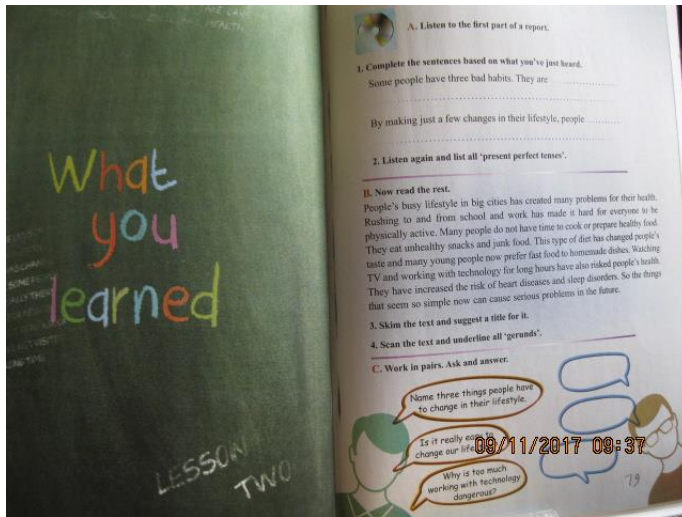 What
you
learned
LESSON
TWO
A. Listen to the first part of a report.
1. Complete the sentences based on what you've just heard.
Some people have three bad habits. They are ....................
....................
By making just a few changes in their lifestyle, people ..........
....................
2. Listen again and list all 'present perfect tenses'.
B. Now read the rest.
People's busy lifestyle in big cities has created many problems for their health.
Rushing to and from school and work has made it hard for everyone to be
physically active. Many people do not have time to cook or prepare healthy food.
They eat unhealthy snacks and junk food. This type of diet has changed people's
taste and many young people now prefer fast food to homemade dishes. Watching
TV and working with technology for long hours have also risked people's health.
They have increased the risk of heart diseases and sleep disorders. So the things
that seem so simple now can cause serious problems in the future.
3. Skim the text and suggest a title for it.
4. Scan the text and underline all 'gerunds'.
C. Work in pairs. Ask and answer.
Name three things people have
to change in their lifestyle.
Is it really easy to
change our
Why is too much
working with technology
dangerous?
09/11/2017 09:37
79